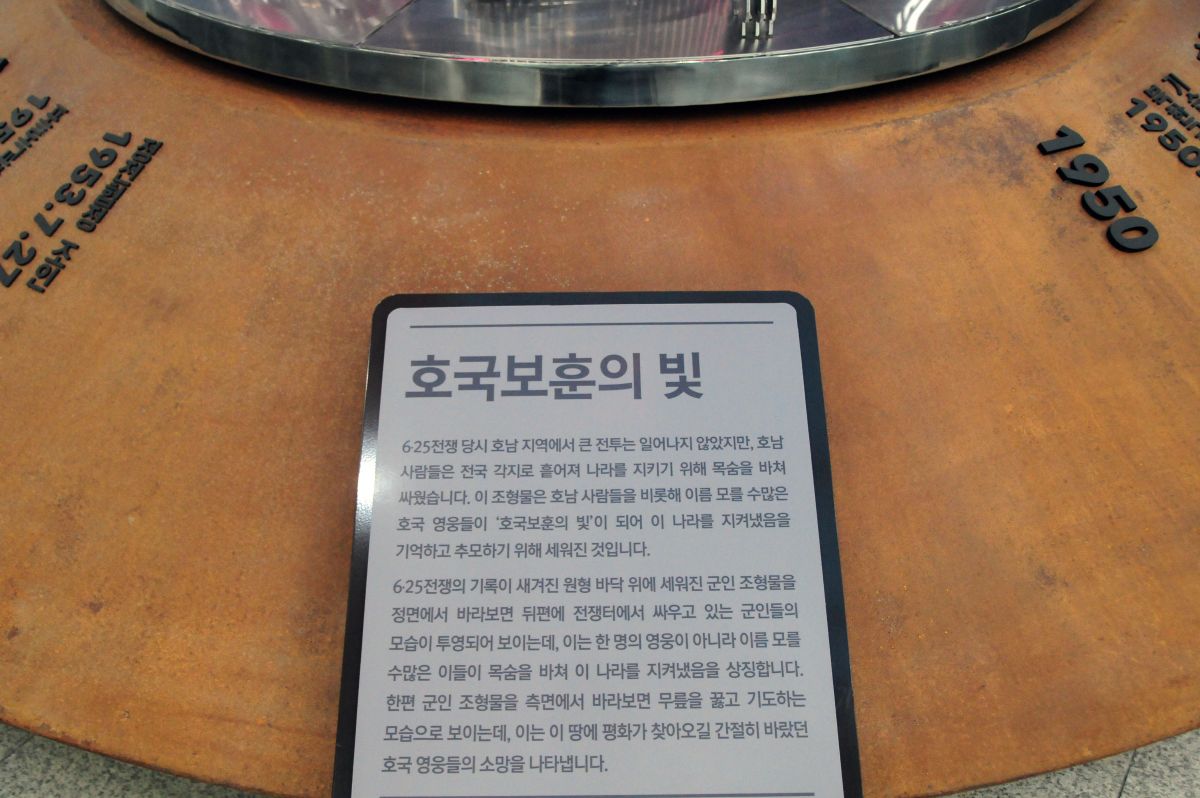 1953.7.27
1950
1950
호국보훈의 빛
6·25전쟁 당시 호남 지역에서 큰 전투는 일어나지 않았지만, 호남
사람들은 전국 각지로 흩어져 나라를 지키기 위해 목숨을 바쳐
싸웠습니다. 이 조형물은 호남 사람들을 비롯해 이름 모를 수많은
호국 영웅들이 ‘호국보훈의 빛’이 되어 이 나라를 지켜냈음을
기억하고 추모하기 위해 세워진 것입니다.
6·25전쟁의 기록이 새겨진 원형 바닥 위에 세워진 군인 조형물을
정면에서 바라보면 뒤편에 전쟁터에서 싸우고 있는 군인들의
모습이 투영되어 보이는데, 이는 한 명의 영웅이 아니라 이름 모를
수많은 이들이 목숨을 바쳐 이 나라를 지켜냈음을 상징합니다.
한편 군인 조형물을 측면에서 바라보면 무릎을 꿇고 기도하는
모습으로 보이는데, 이는 이 땅에 평화가 찾아오길 간절히 바랐던
호국 영웅들의 소망을 나타냅니다.